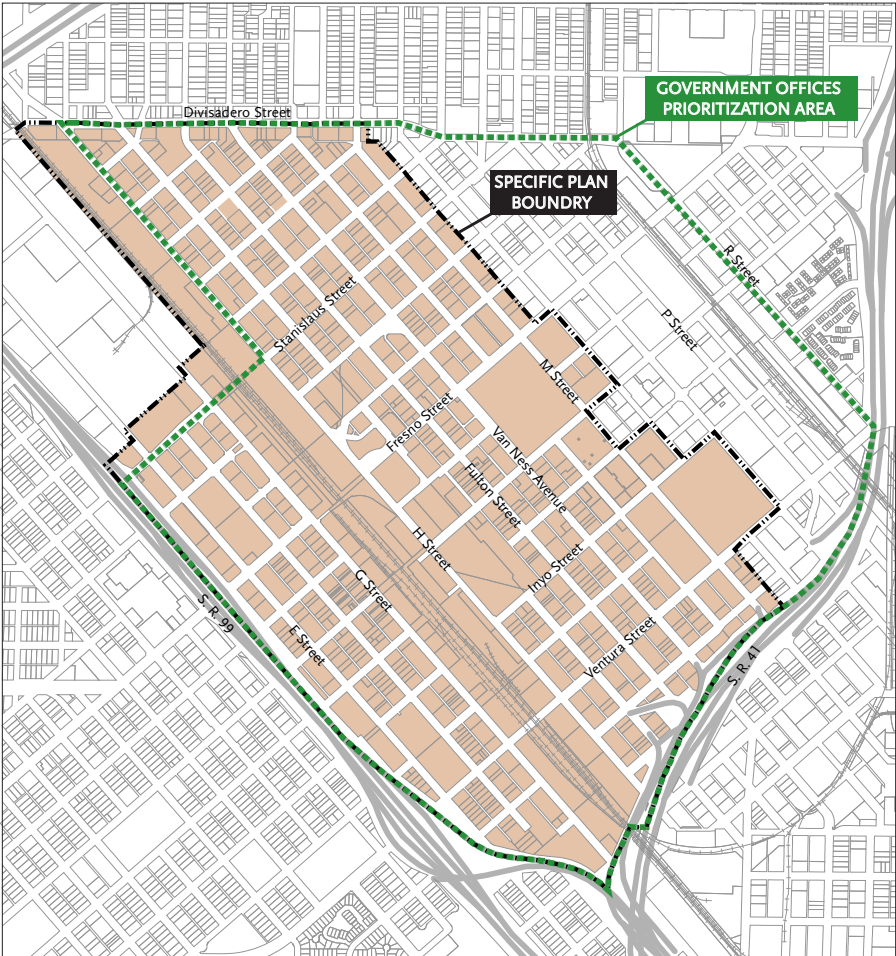 Divisadero Street
GOVERNMENT OFFICES
PRIORITIZATION AREA
SPECIFIC PLAN
BOUNDRY
R Street
Stanislaus Street
P Street
M Street
Fresno Street
Van Ness Avenue
Fulton Street
H Street
Inyo Street
G Street
S. R. 99
E Street
Ventura Street
S. R. 41